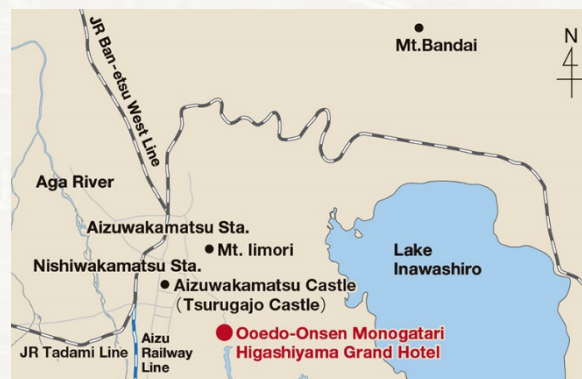 Mt.Bandai
N
JR Ban-etsu West Line
Aga River
Aizuwakamatsu Sta.
Mt. Iimori
Nishiwakamatsu Sta.
Aizuwakamatsu Castle
(Tsurugajo Castle)
Lake
Inawashiro
Ooedo-Onsen Monogatari
Higashiyama Grand Hotel
JR Tadami Line
Aizu
Railway
Line